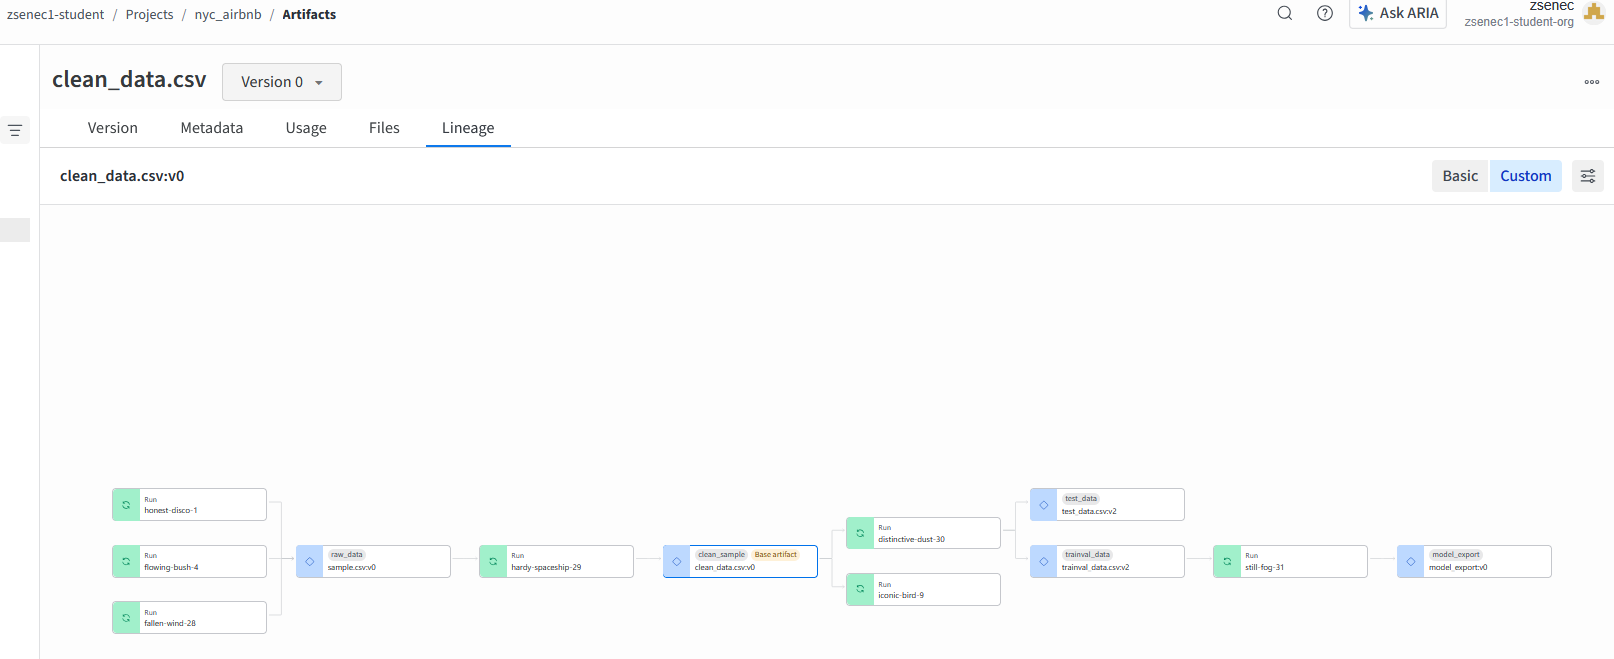 zsenec1-student / Projects / nyc_airbnb / Artifacts
Ask ARIA
zsenec
zsenec1-student-org
clean_data.csv
Version 0
Version
Metadata
Usage
Files
Lineage
clean_data.csv:v0
Basic
Custom
Run
honest-disco-1
Run
flowing-bush-4
Run
fallen-wind-28
raw_data
sample.csv:v0
Run
hardy-spaceship-29
clean_sample Base artifact
clean_data.csv:v0
Run
distinctive-dust-30
Run
iconic-bird-9
test_data
test_data.csv:v2
trainval_data
trainval_data.csv:v2
Run
still-fog-31
model_export
model_export:v0